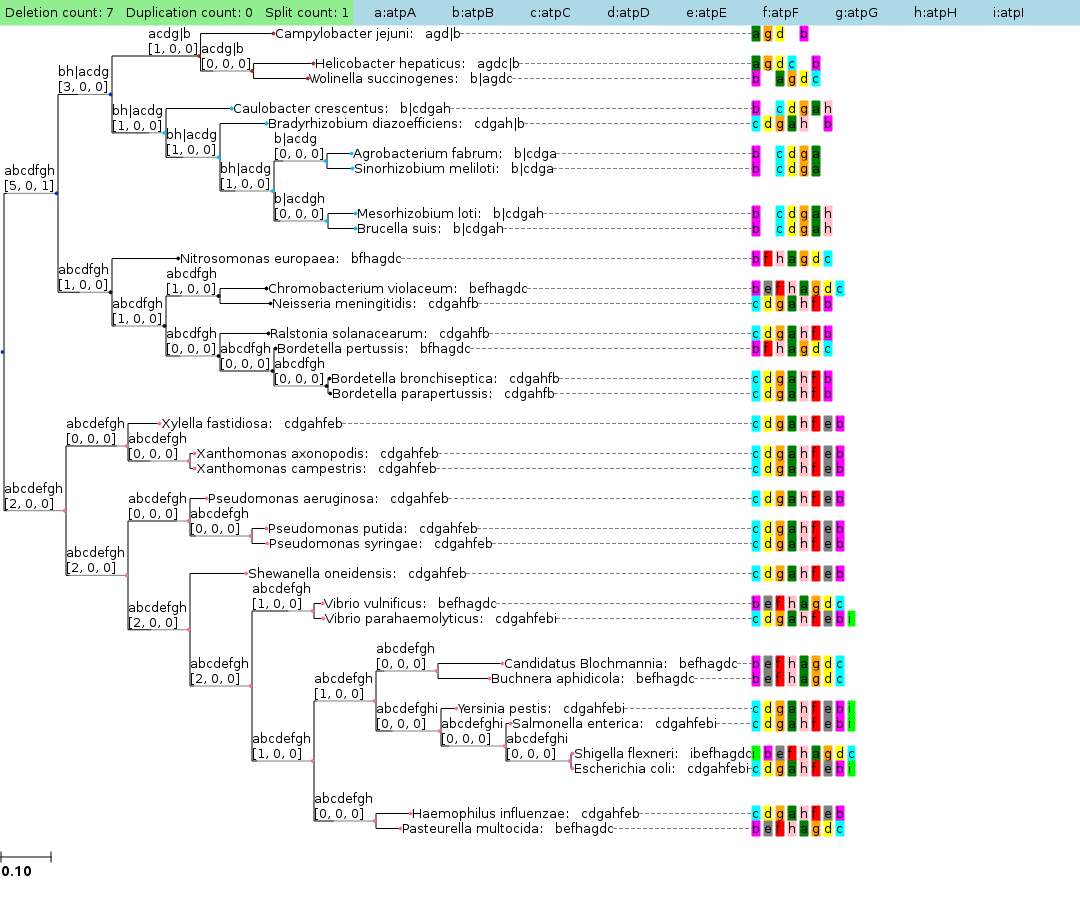 Deletion count: 7 Duplication count: 0 Split count: 1 a:atpA b:atpB c:atpC d:atpD e:atpE f:atpF g:atpG h:atpH i:atpI
acdg|b Campylobacter jejuni: agd|b a g d b
[1, 0, 0] acdg|b
[0, 0, 0] Helicobacter hepaticus: agdc|b a g d c b
bh|acdg Wolinella succinogenes: b|agdc b a g d c
[3, 0, 0]
bh|acdg Caulobacter crescentus: b|cdgah b c d g a h
[1, 0, 0] Bradyrhizobium diazoefficiens: cdgah|b c d g a h b
bh|acdg b|acdg
[1, 0, 0] [0, 0, 0] Agrobacterium fabrum: b|cdga b c d g a
bh|acdg Sinorhizobium meliloti: b|cdga b c d g a
abcdfgh [1, 0, 0]
[5, 0, 1] b|acdgh
[0, 0, 0] Mesorhizobium loti: b|cdgah b c d g a h
Brucella suis: b|cdgah b c d g a h
Nitrosomonas europaea: bfhagdc b f h a g d c
abcdfgh abcdfgh
[1, 0, 0] [1, 0, 0] Chromobacterium violaceum: befhagdc b e f h a g d c
abcdfgh Neisseria meningitidis: cdgahfb c d g a h f b
[1, 0, 0]
abcdfgh Ralstonia solanacearum: cdgahfb c d g a h f b
[0, 0, 0] abcdfgh Bordetella pertussis: bfhagdc b f h a g d c
[0, 0, 0] abcdfgh
[0, 0, 0] Bordetella bronchiseptica: cdgahfb c d g a h f b
Bordetella parapertussis: cdgahfb c d g a h f b
abcdefgh Xylella fastidiosa: cdgahfeb c d g a h f e b
[0, 0, 0] abcdefgh
[0, 0, 0] Xanthomonas axonopodis: cdgahfeb c d g a h f e b
Xanthomonas campestris: cdgahfeb c d g a h f e b
abcdefgh
[2, 0, 0] abcdefgh Pseudomonas aeruginosa: cdgahfeb c d g a h f e b
[0, 0, 0] abcdefgh
[0, 0, 0] Pseudomonas putida: cdgahfeb c d g a h f e b
Pseudomonas syringae: cdgahfeb c d g a h f e b
abcdefgh
[2, 0, 0] Shewanella oneidensis: cdgahfeb c d g a h f e b
abcdefgh
[1, 0, 0] Vibrio vulnificus: befhagdc b e f h a g d c
abcdefgh Vibrio parahaemolyticus: cdgahfebi c d g a h f e b i
[2, 0, 0]
abcdefgh
abcdefgh [0, 0, 0] Candidatus Blochmannia: befhagdc b e f h a g d c
[2, 0, 0] abcdefgh Buchnera aphidicola: befhagdc b e f h a g d c
[1, 0, 0]
abcdefghi Yersinia pestis: cdgahfebi c d g a h f e b i
[0, 0, 0] abcdefghi Salmonella enterica: cdgahfebi c d g a h f e b i
abcdefgh [0, 0, 0] abcdefghi
[1, 0, 0] [0, 0, 0] Shigella flexneri: ibefhagdc i b e f h a g d c
Escherichia coli: cdgahfebi c d g a h f e b i
abcdefgh
[0, 0, 0] Haemophilus influenzae: cdgahfeb c d g a h f e b
Pasteurella multocida: befhagdc b e f h a g d c
0.10